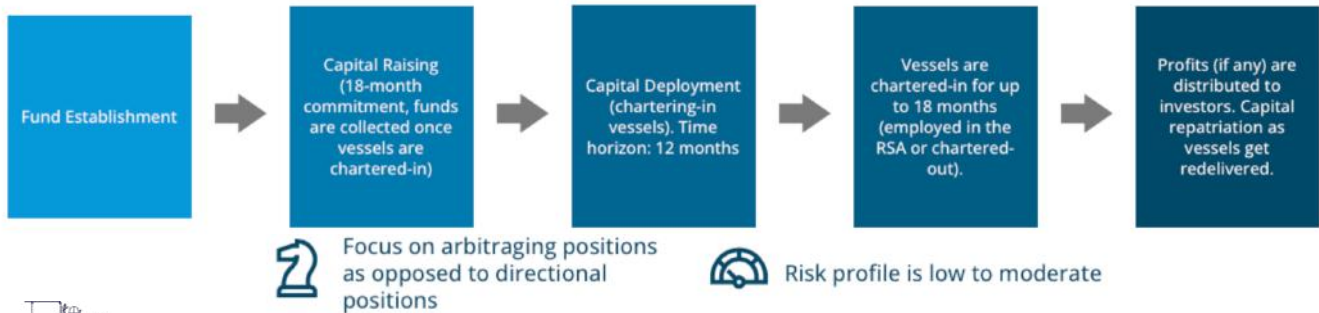 Fund Establishment
Capital Raising
(18-month
commitment, funds
are collected once
vessels are
chartered-in)
Capital Deployment
(chartering-in
vessels). Time
horizon: 12 months
Vessels are
chartered-in for up
to 18 months
(employed in the
RSA or chartered-
out).
Profits (if any) are
distributed to
investors. Capital
repatriation as
vessels get
redelivered.
Focus on arbitraging positions
as opposed to directional
positions
Risk profile is low to moderate